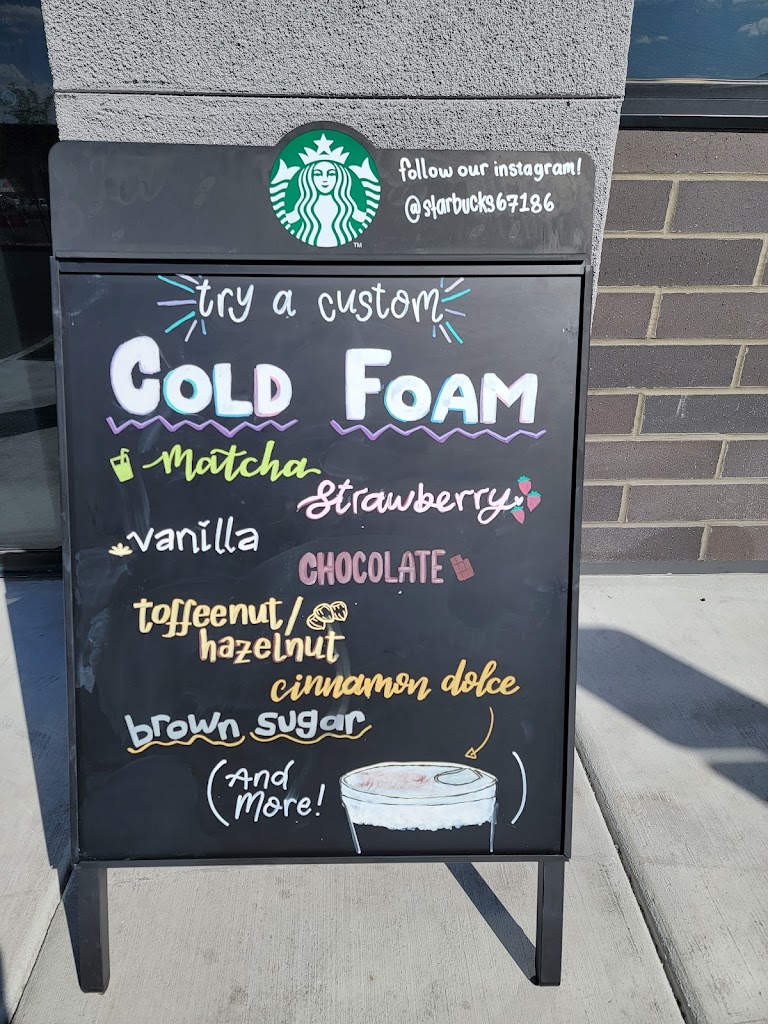 follow our instagram!
@starbucks67186
try a custom
COLD FOAM
matcha
strawberry
vanilla
CHOCOLATE
toffeenut/
hazelnut
cinnamon dolce
brown sugar
(And
More!)
TM